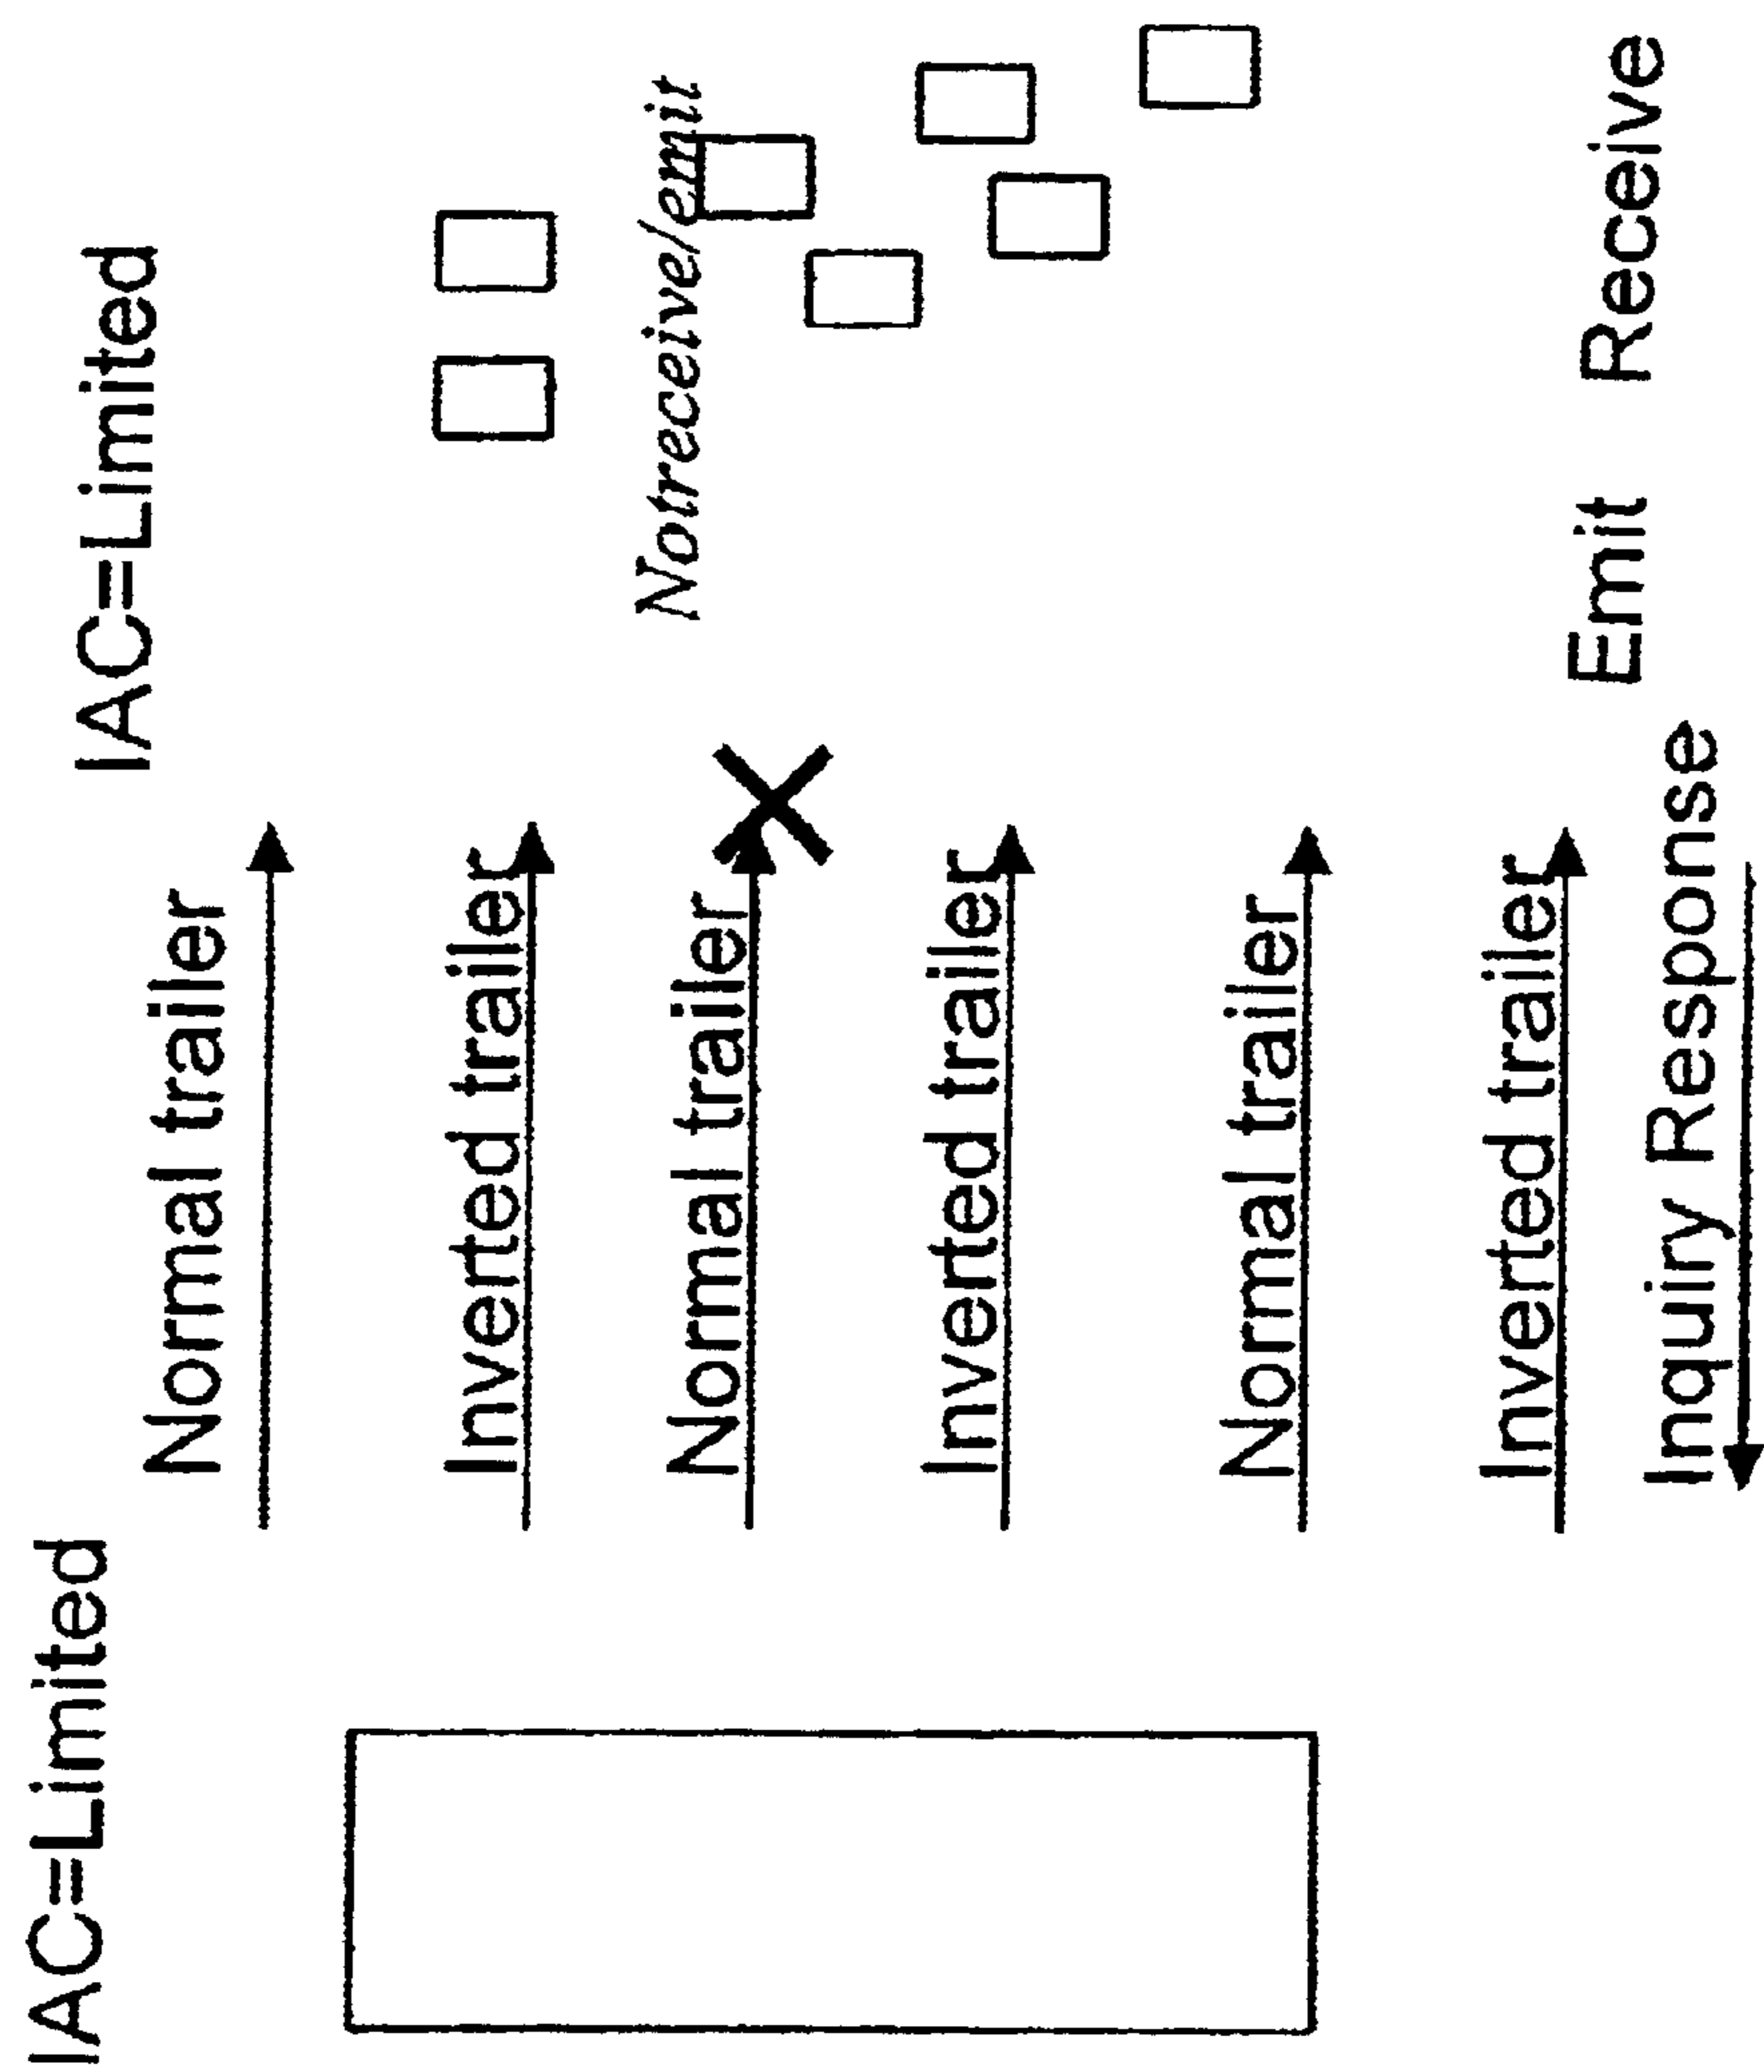 IAC=Limited
IAC=Limited
Normal trailer
Inverted trailer
Normal trailer
Notreceive/emit
Inverted trailer
Normal trailer
Inverted trailer
Emit Receive
Inquiry Response